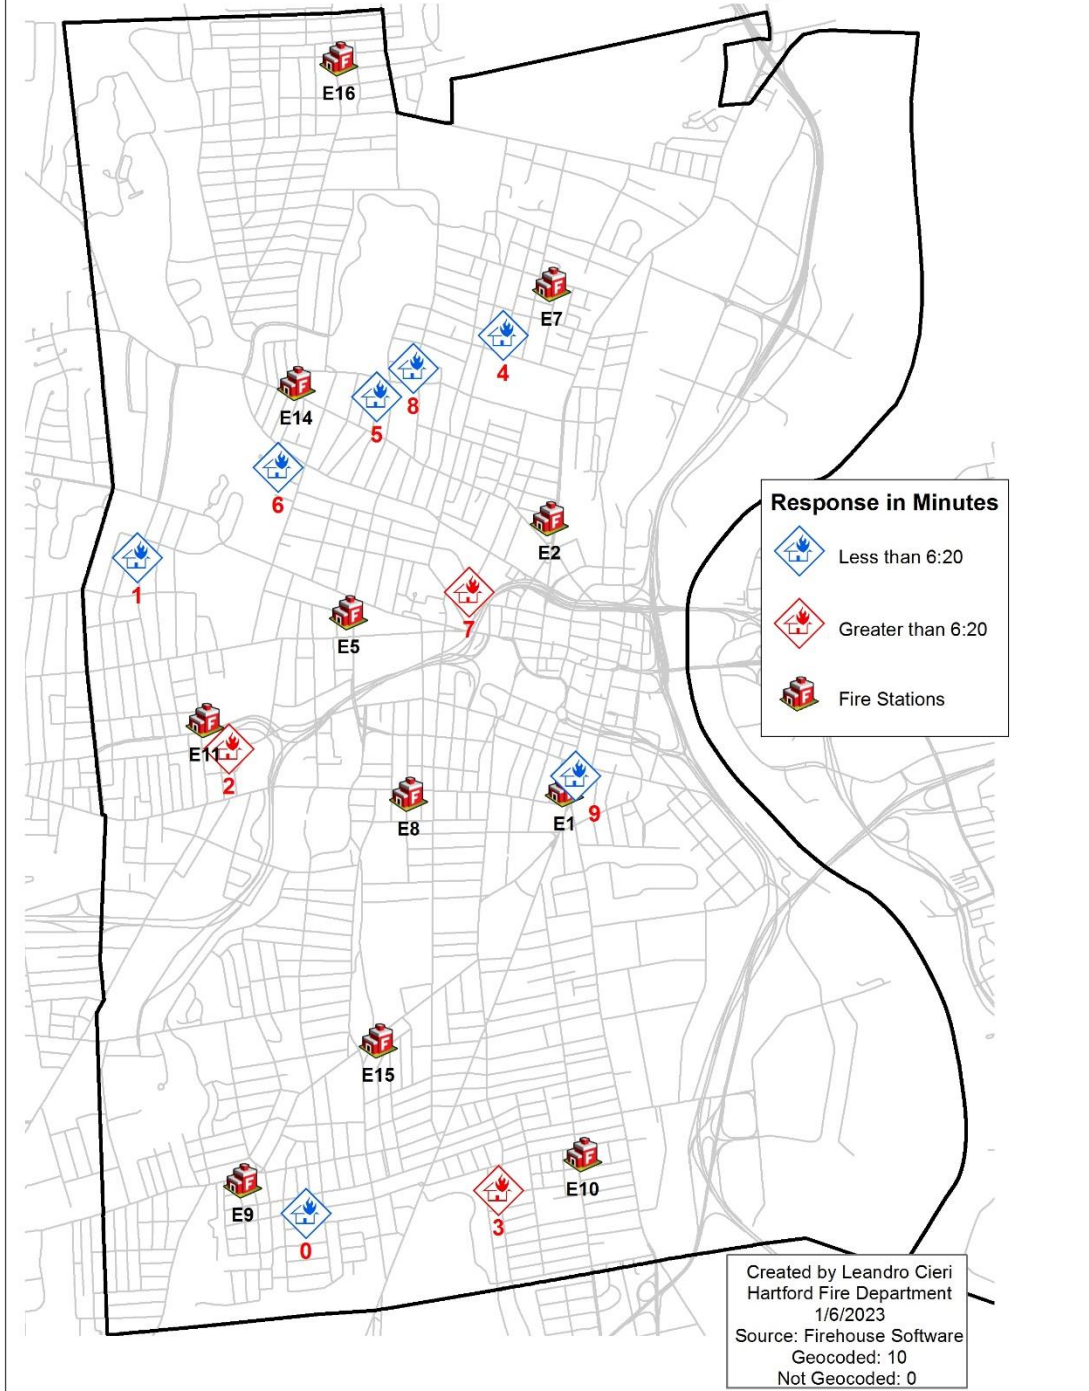 E16
E7
4
8
E14
5
6
E2
Response in Minutes
Less than 6:20
1
7
Greater than 6:20
E5
Fire Stations
E11
2
E8
E1
9
E15
E10
E9
3
0
Created by Leandro Cieri
Hartford Fire Department
1/6/2023
Source: Firehouse Software
Geocoded: 10
Not Geocoded: 0